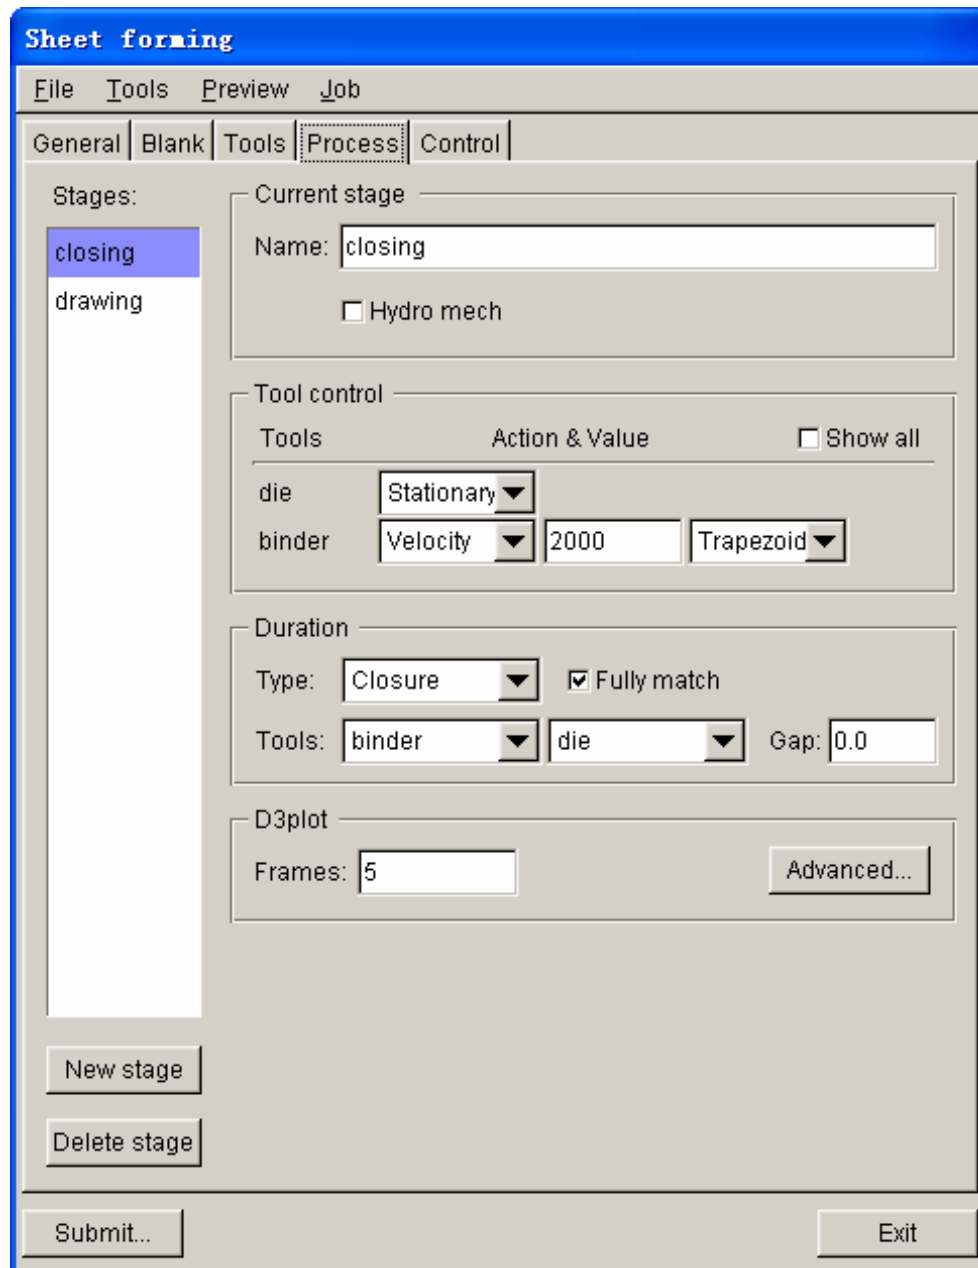 Sheet forming
File Tools Preview Job
General Blank Tools Process Control
Stages:
closing
drawing
New stage
Delete stage
Current stage
Name: closing
Hydro mech
Tool control
Tools Action & Value Show all
die Stationary
binder Velocity 2000 Trapezoid
Duration
Type: Closure Fully match
Tools: binder die Gap: 0.0
D3plot
Frames: 5 Advanced...
Submit... Exit